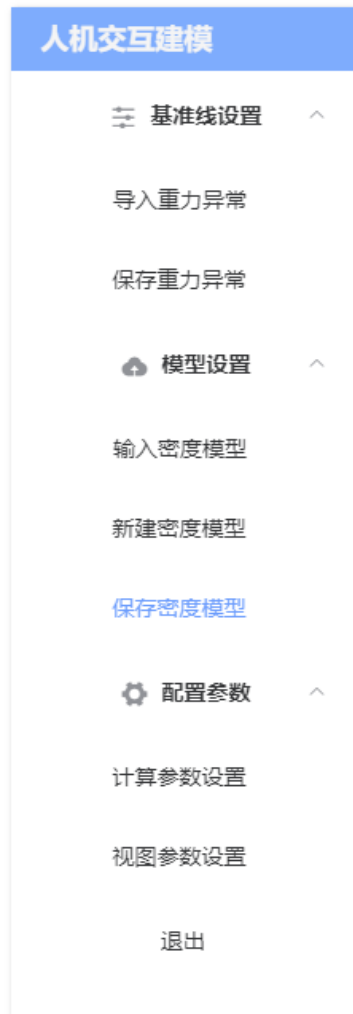 人机交互建模
基准线设置
导入重力异常
保存重力异常
模型设置
输入密度模型
新建密度模型
保存密度模型
配置参数
计算参数设置
视图参数设置
退出